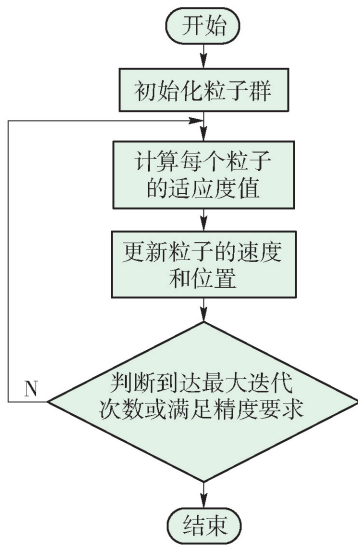 开始
初始化粒子群
计算每个粒子
的适应度值
更新粒子的速度
和位置
判断到达最大迭代
次数或满足精度要求
N
结束